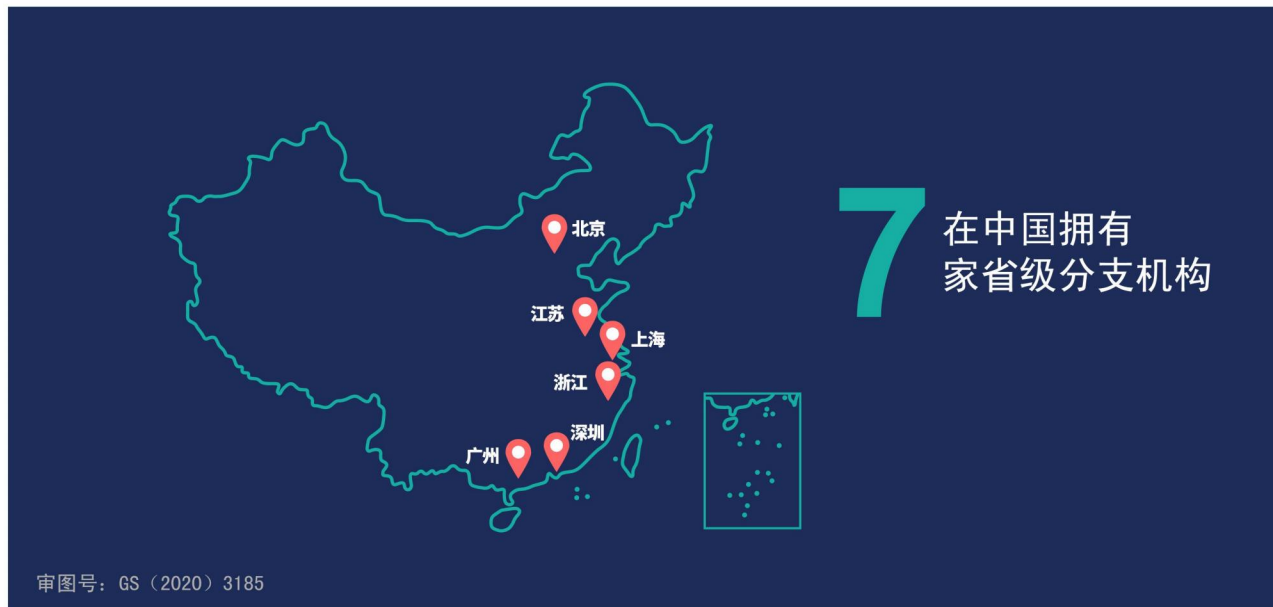 北京
江苏
上海
浙江
深圳
广州
7
在中国拥有
家省级分支机构
审图号：GS（2020）3185